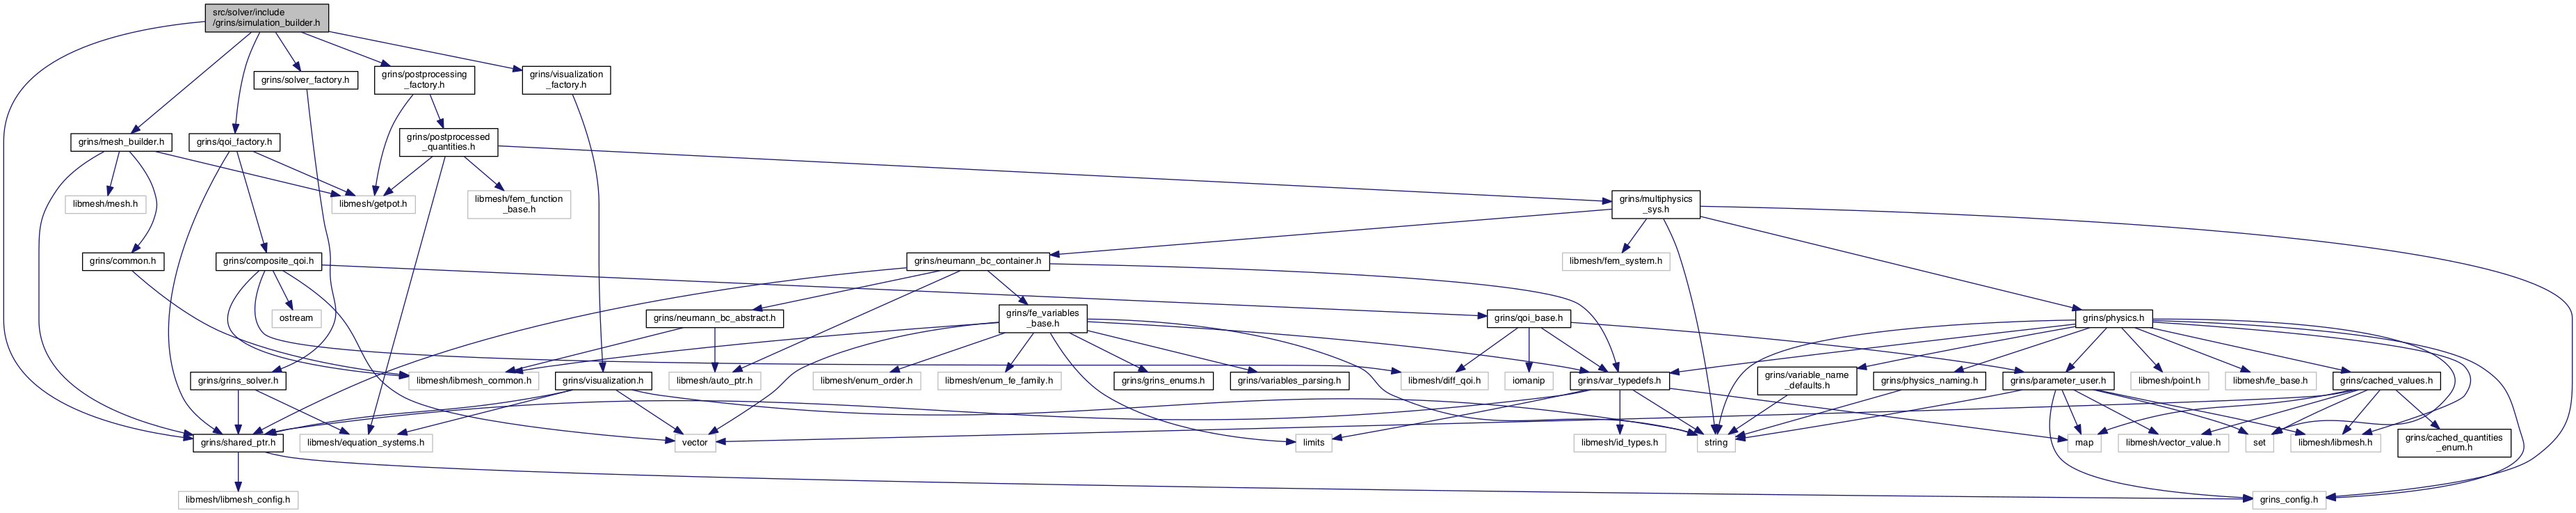 src/solver/include
/grins/simulation_builder.h
grins/solver_factory.h
grins/postprocessing
_factory.h
grins/visualization
_factory.h
grins/mesh_builder.h
grins/qoi_factory.h
grins/postprocessed
_quantities.h
libmesh/mesh.h
libmesh/getpot.h
libmesh/fem_function
_base.h
grins/multiphysics
_sys.h
grins/common.h
grins/composite_qoi.h
grins/neumann_bc_container.h
libmesh/fem_system.h
ostream
grins/neumann_bc_abstract.h
grins/fe_variables
_base.h
grins/qoi_base.h
grins/physics.h
grins/grins_solver.h
libmesh/libmesh_common.h
grins/visualization.h
libmesh/auto_ptr.h
libmesh/enum_order.h
libmesh/enum_fe_family.h
grins/grins_enums.h
grins/variables_parsing.h
libmesh/diff_qoi.h
iomanip
grins/var_typedefs.h
grins/variable_name
_defaults.h
grins/physics_naming.h
grins/parameter_user.h
libmesh/point.h
libmesh/fe_base.h
grins/cached_values.h
grins/shared_ptr.h
libmesh/equation_systems.h
vector
limits
libmesh/id_types.h
string
map
libmesh/vector_value.h
set
libmesh/libmesh.h
grins/cached_quantities
_enum.h
libmesh/libmesh_config.h
grins_config.h